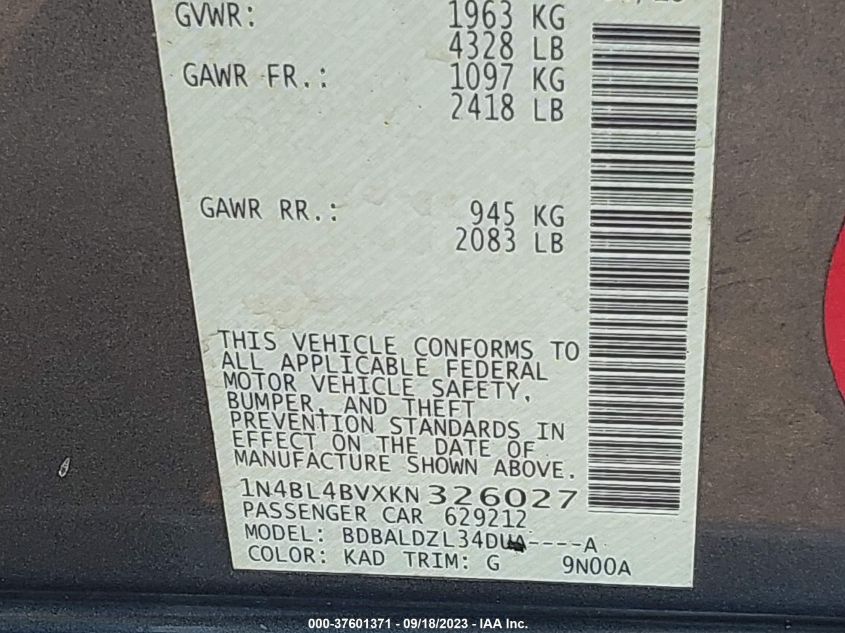 GVWR: 1963 KG
4328 LB
GAWR FR.: 1097 KG
2418 LB
GAWR RR.: 945 KG
2083 LB
THIS VEHICLE CONFORMS TO
ALL APPLICABLE FEDERAL
MOTOR VEHICLE SAFETY,
BUMPER, AND THEFT
PREVENTION STANDARDS IN
EFFECT ON THE DATE OF
MANUFACTURE SHOWN ABOVE.
1N4BL4BVXKN326027
PASSENGER CAR 629212
MODEL: BDBALDZL34DUA----A
COLOR: KAD TRIM: G 9N00A
000-37601371 - 09/18/2023 - IAA Inc.